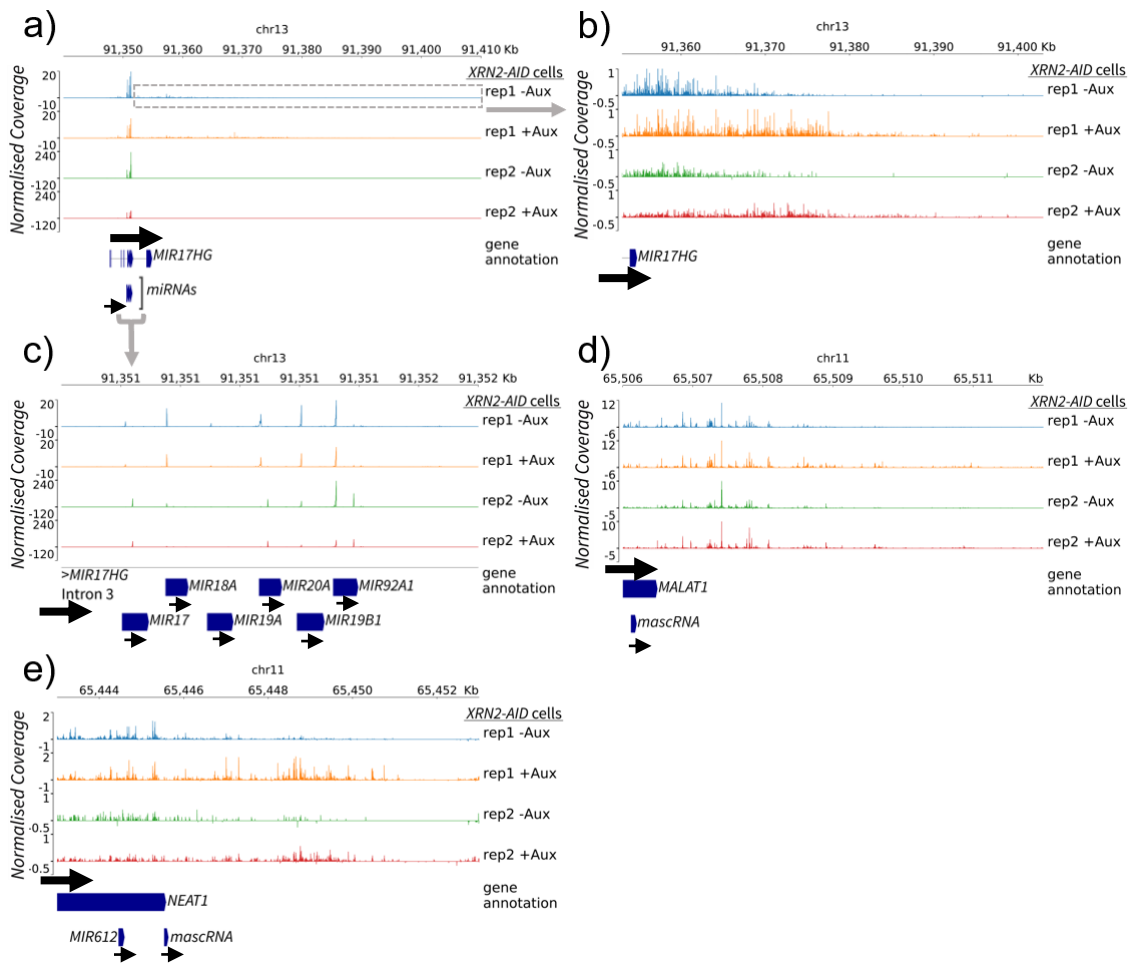 a)
chr13
91,350 91,360 91,370 91,380 91,390 91,400 91,410 Kb
Normalised Coverage
XRN2-AID cells
20
-10
rep1 -Aux
20
-10
rep1 +Aux
240
-120
rep2 -Aux
240
-120
rep2 +Aux
gene
annotation
MIR17HG
miRNAs
b)
chr13
91,360 91,370 91,380 91,390 91,400 Kb
Normalised Coverage
XRN2-AID cells
1
-0.5
rep1 -Aux
1
-0.5
rep1 +Aux
1
-0.5
rep2 -Aux
1
-0.5
rep2 +Aux
gene
annotation
MIR17HG
c)
chr13
91,351 91,351 91,351 91,351 91,351 91,352 91,352 Kb
Normalised Coverage
XRN2-AID cells
20
-10
rep1 -Aux
20
-10
rep1 +Aux
240
-120
rep2 -Aux
240
-120
rep2 +Aux
gene
annotation
>MIR17HG
Intron 3
MIR18A MIR20A MIR92A1
MIR17 MIR19A MIR19B1
d)
chr11
65,506 65,507 65,508 65,509 65,510 65,511 Kb
Normalised Coverage
XRN2-AID cells
12
-6
rep1 -Aux
12
-6
rep1 +Aux
10
-5
rep2 -Aux
10
-5
rep2 +Aux
gene
annotation
MALAT1
mascRNA
e)
chr11
65,444 65,446 65,448 65,450 65,452 Kb
Normalised Coverage
XRN2-AID cells
2
-1
rep1 -Aux
2
-1
rep1 +Aux
1
-0.5
rep2 -Aux
1
-0.5
rep2 +Aux
gene
annotation
NEAT1
MIR612 mascRNA